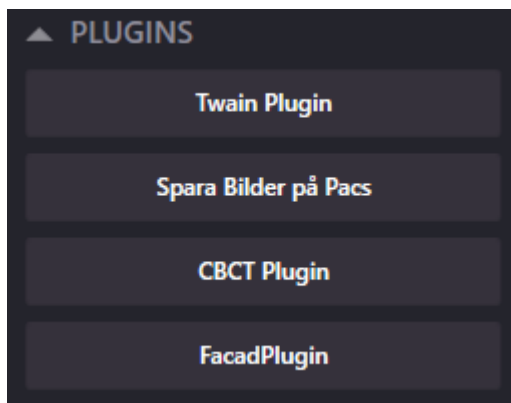 PLUGINS
Twain Plugin
Spara Bilder på Pacs
CBCT Plugin
FacadPlugin